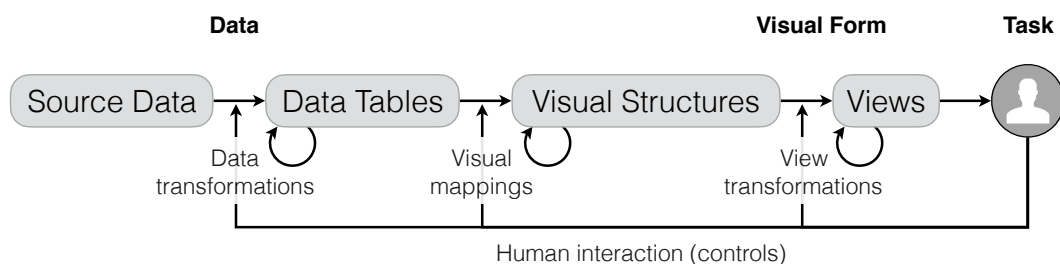 Data
Visual Form
Task
Source Data
Data Tables
Visual Structures
Views
Data
transformations
Visual
mappings
View
transformations
Human interaction (controls)